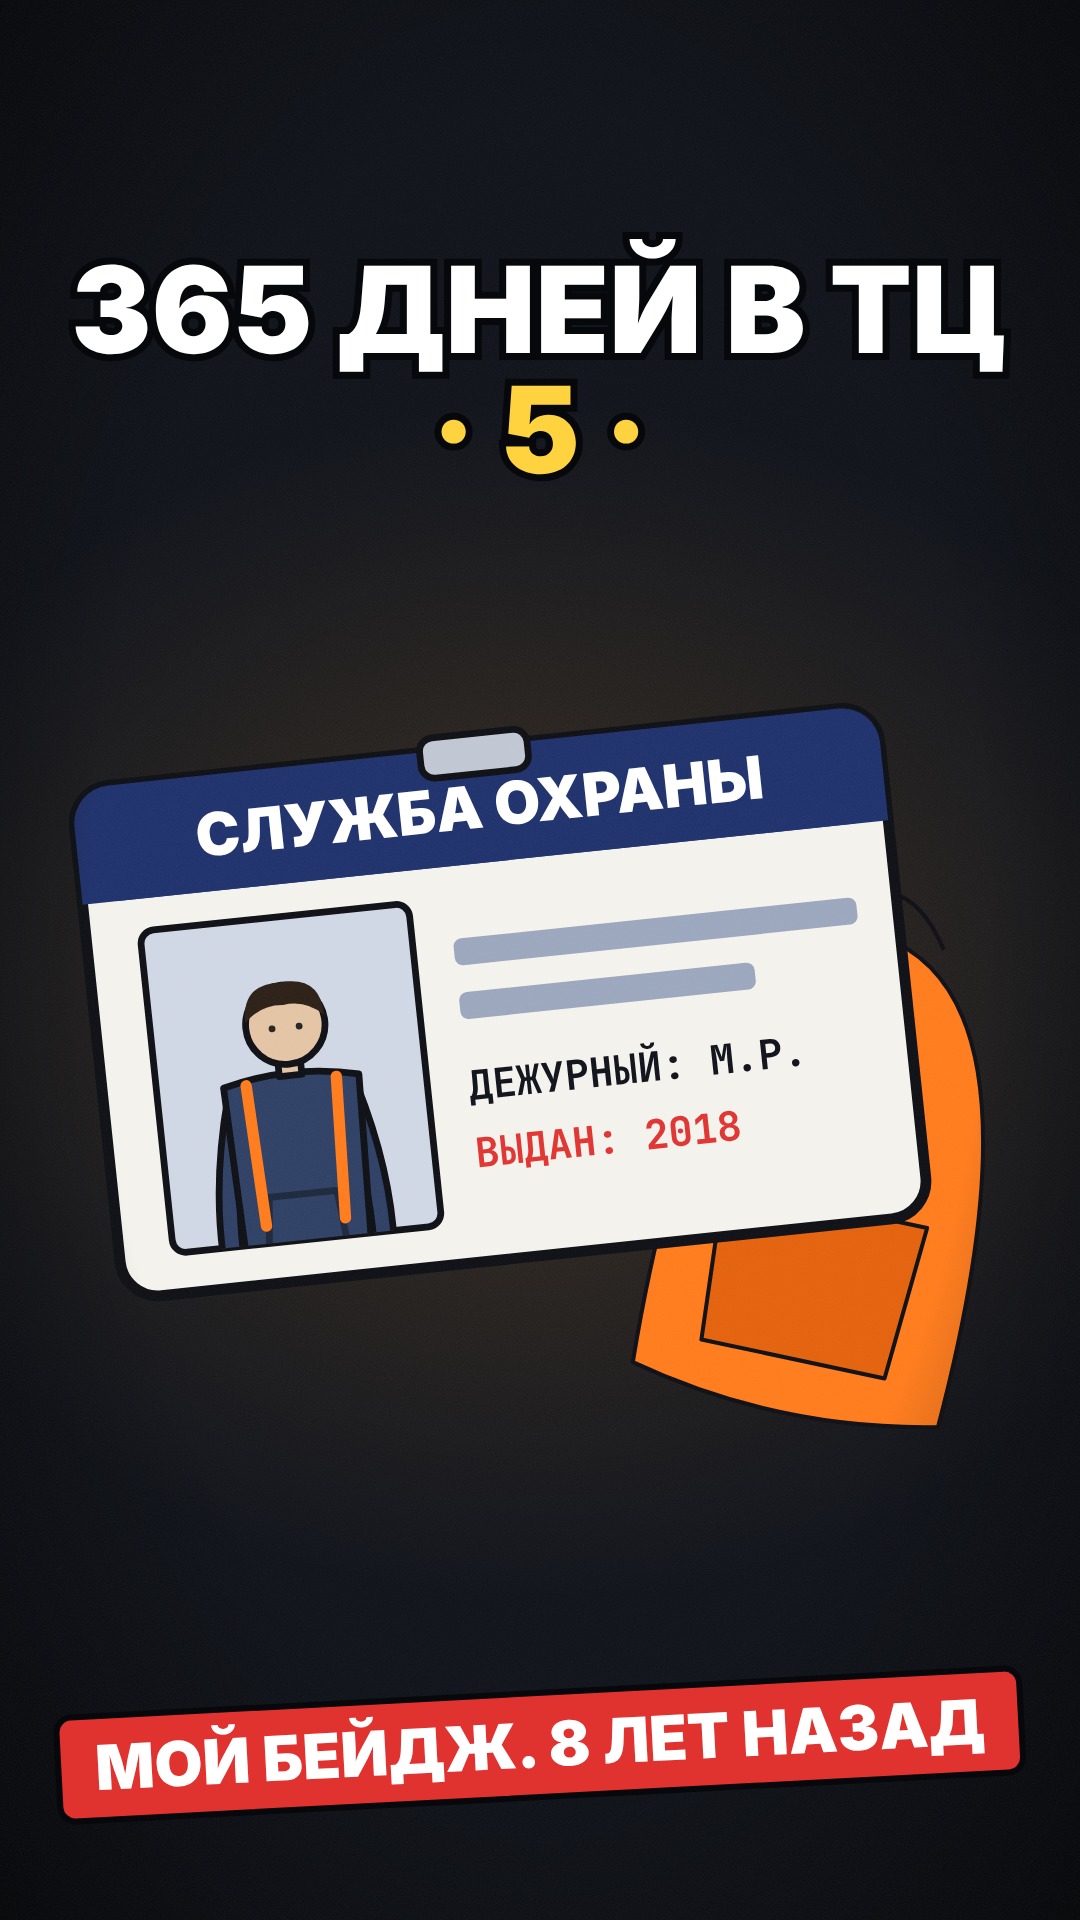 365 ДНЕЙ В ТЦ
· 5 ·
СЛУЖБА ОХРАНЫ
ДЕЖУРНЫЙ: М.Р.
ВЫДАН: 2018
МОЙ БЕЙДЖ. 8 ЛЕТ НАЗАД